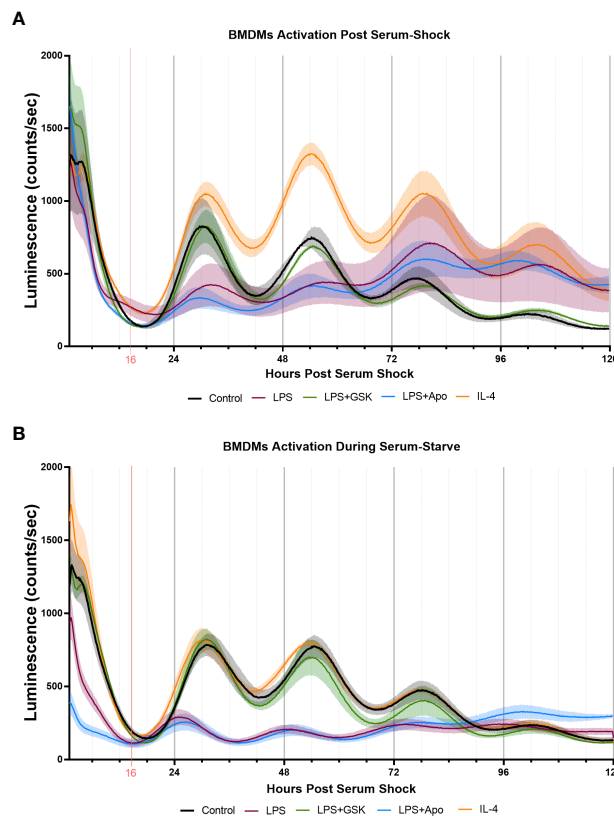 A
BMDMs Activation Post Serum-Shock
Luminescence (counts/sec)
2000
1500
1000
500
0
16 24 48 72 96 120
Hours Post Serum Shock
Control LPS LPS+GSK LPS+Apo IL-4
B
BMDMs Activation During Serum-Starve
Luminescence (counts/sec)
2000
1500
1000
500
0
16 24 48 72 96 12
Hours Post Serum Shock
Control LPS LPS+GSK LPS+Apo IL-4